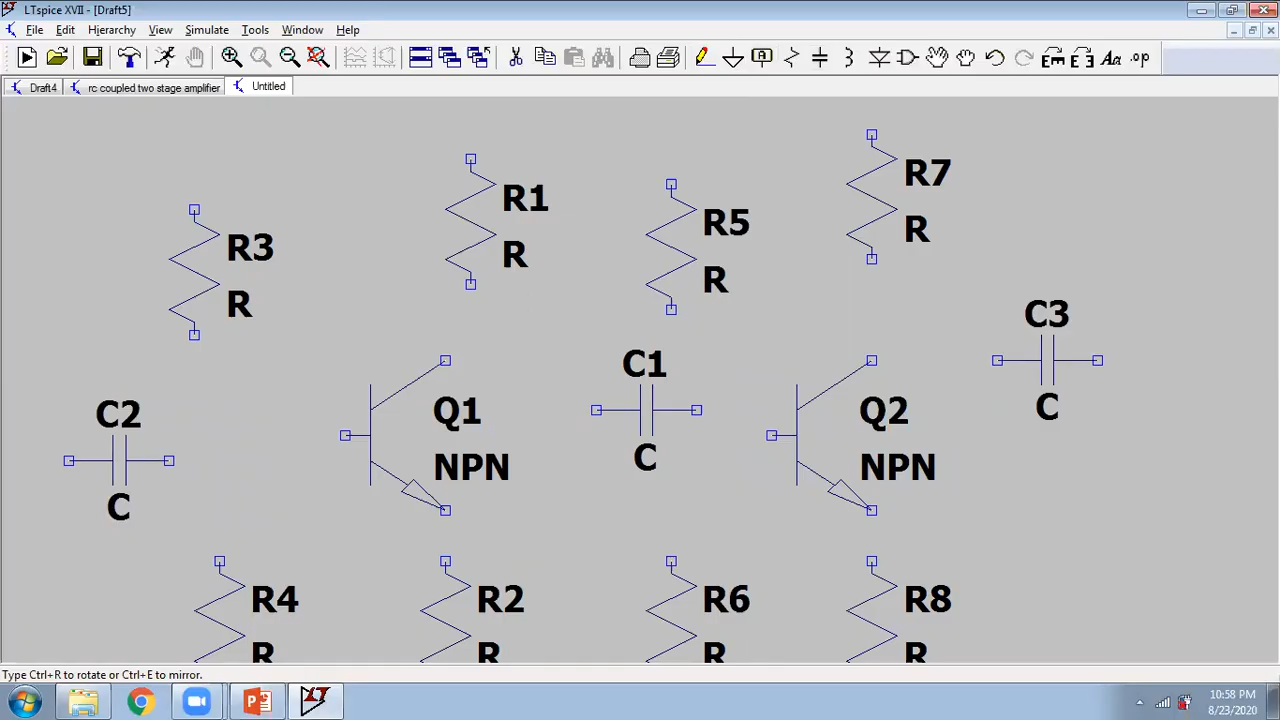 LTspice XVII - [Draft5]
File Edit Hierarchy View Simulate Tools Window Help
Draft4 rc coupled two stage amplifier Untitled
R7
R
R1
R
R5
R
R3
R
C3
C
C1
C
Q1
NPN
Q2
NPN
C2
C
R4
R
R2
R
R6
R
R8
R
Type Ctrl+R to rotate or Ctrl+E to mirror.
10:58 PM
8/23/2020